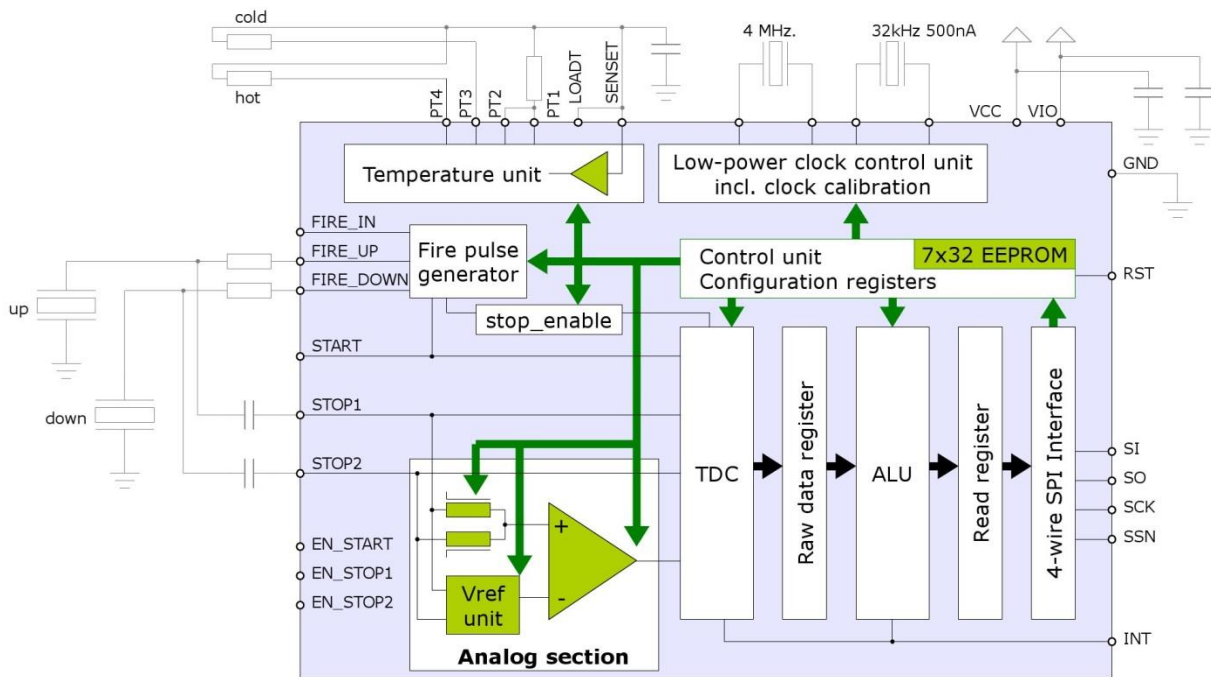 cold
4 MHz.
32kHz 500nA
hot
PT4
PT3
PT2
PT1
LOADT
SENSET
VCC
VIO
Temperature unit
Low-power clock control unit
incl. clock calibration
GND
FIRE_IN
FIRE_UP
FIRE_DOWN
Fire pulse
generator
Control unit
Configuration registers
7x32 EEPROM
RST
up
stop_enable
START
STOP1
down
STOP2
TDC
Raw data register
ALU
Read register
4-wire SPI Interface
SI
SO
SCK
SSN
+
-
EN_START
EN_STOP1
EN_STOP2
Vref
unit
Analog section
INT